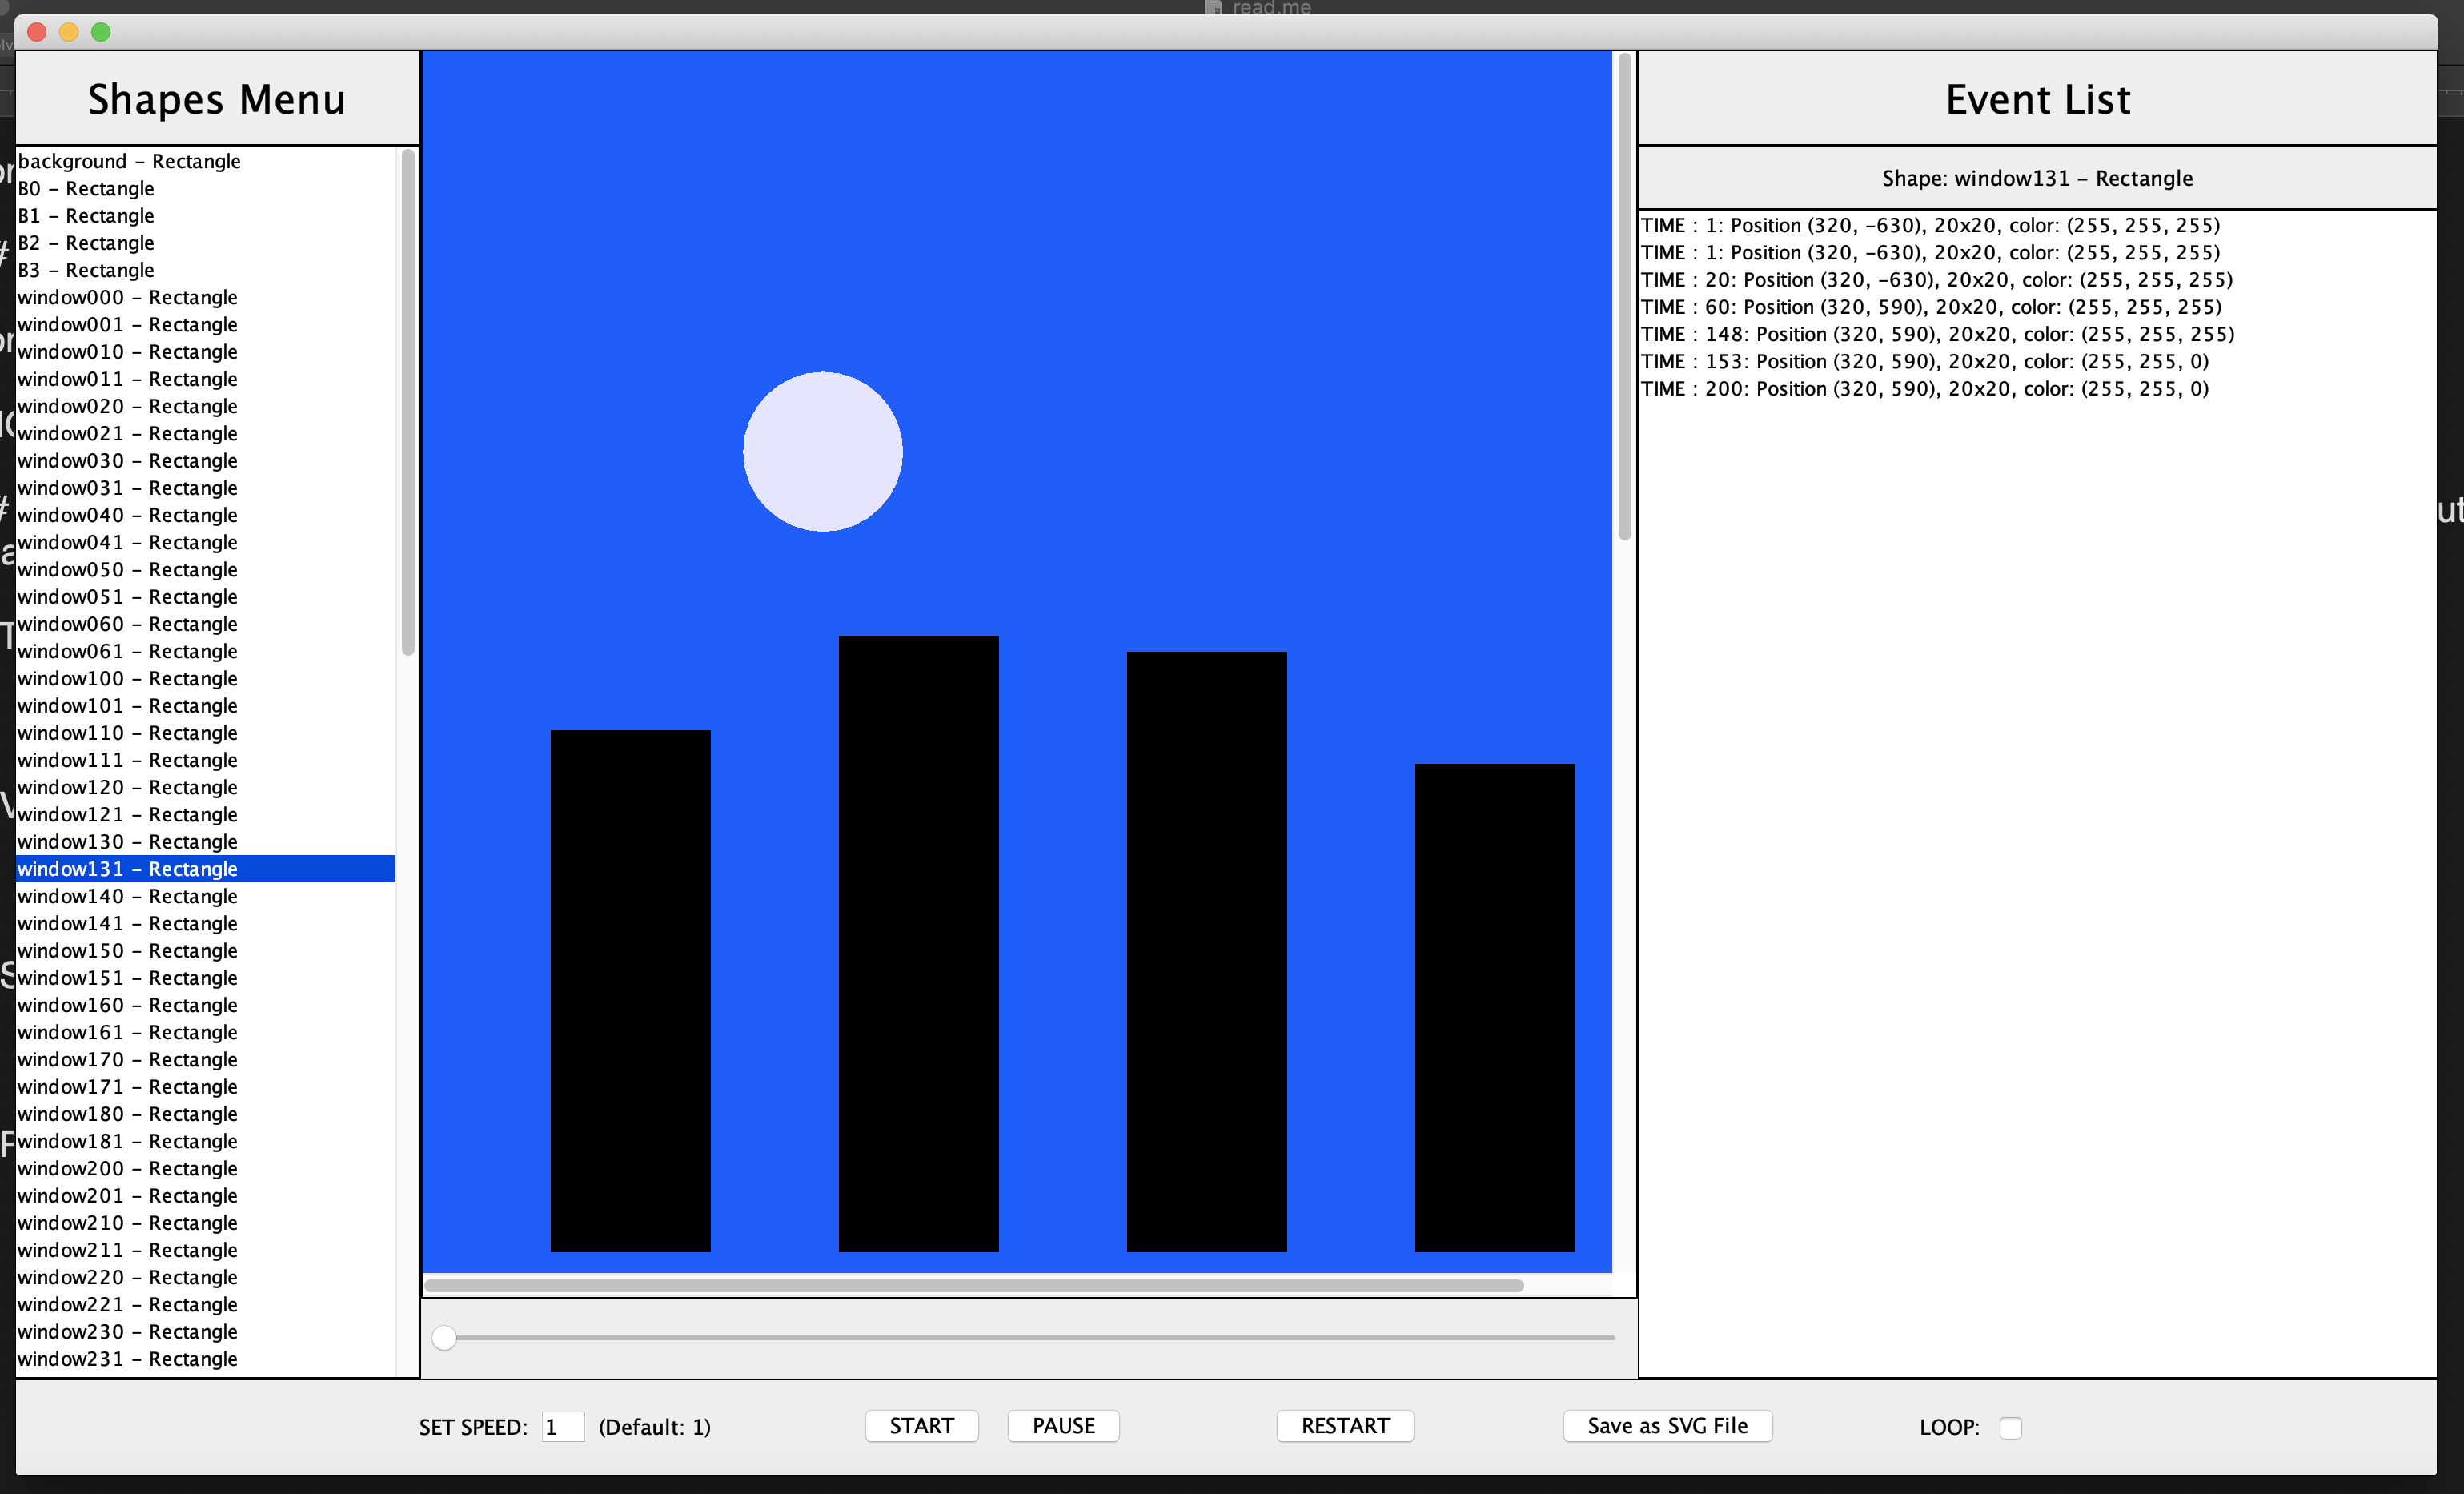 read.me
Shapes Menu
background - Rectangle
B0 - Rectangle
B1 - Rectangle
B2 - Rectangle
B3 - Rectangle
window000 - Rectangle
window001 - Rectangle
window010 - Rectangle
window011 - Rectangle
window020 - Rectangle
window021 - Rectangle
window030 - Rectangle
window031 - Rectangle
window040 - Rectangle
window041 - Rectangle
window050 - Rectangle
window051 - Rectangle
window060 - Rectangle
window061 - Rectangle
window100 - Rectangle
window101 - Rectangle
window110 - Rectangle
window111 - Rectangle
window120 - Rectangle
window121 - Rectangle
window130 - Rectangle
window131 - Rectangle
window140 - Rectangle
window141 - Rectangle
window150 - Rectangle
window151 - Rectangle
window160 - Rectangle
window161 - Rectangle
window170 - Rectangle
window171 - Rectangle
window180 - Rectangle
window181 - Rectangle
window200 - Rectangle
window201 - Rectangle
window210 - Rectangle
window211 - Rectangle
window220 - Rectangle
window221 - Rectangle
window230 - Rectangle
window231 - Rectangle
Event List
Shape: window131 - Rectangle
TIME : 1: Position (320, -630), 20x20, color: (255, 255, 255)
TIME : 1: Position (320, -630), 20x20, color: (255, 255, 255)
TIME : 20: Position (320, -630), 20x20, color: (255, 255, 255)
TIME : 60: Position (320, 590), 20x20, color: (255, 255, 255)
TIME : 148: Position (320, 590), 20x20, color: (255, 255, 255)
TIME : 153: Position (320, 590), 20x20, color: (255, 255, 0)
TIME : 200: Position (320, 590), 20x20, color: (255, 255, 0)
SET SPEED: 1 (Default: 1) START PAUSE RESTART Save as SVG File LOOP: